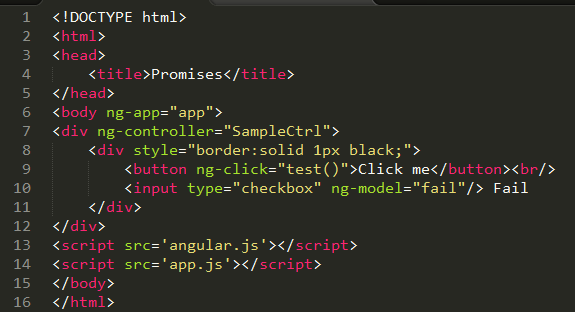 1 <!DOCTYPE html>
2 <html>
3 <head>
4     <title>Promises</title>
5 </head>
6 <body ng-app="app">
7 <div ng-controller="SampleCtrl">
8     <div style="border:solid 1px black;">
9         <button ng-click="test()">Click me</button><br/>
10         <input type="checkbox" ng-model="fail"/> Fail
11     </div>
12 </div>
13 <script src='angular.js'></script>
14 <script src='app.js'></script>
15 </body>
16 </html>